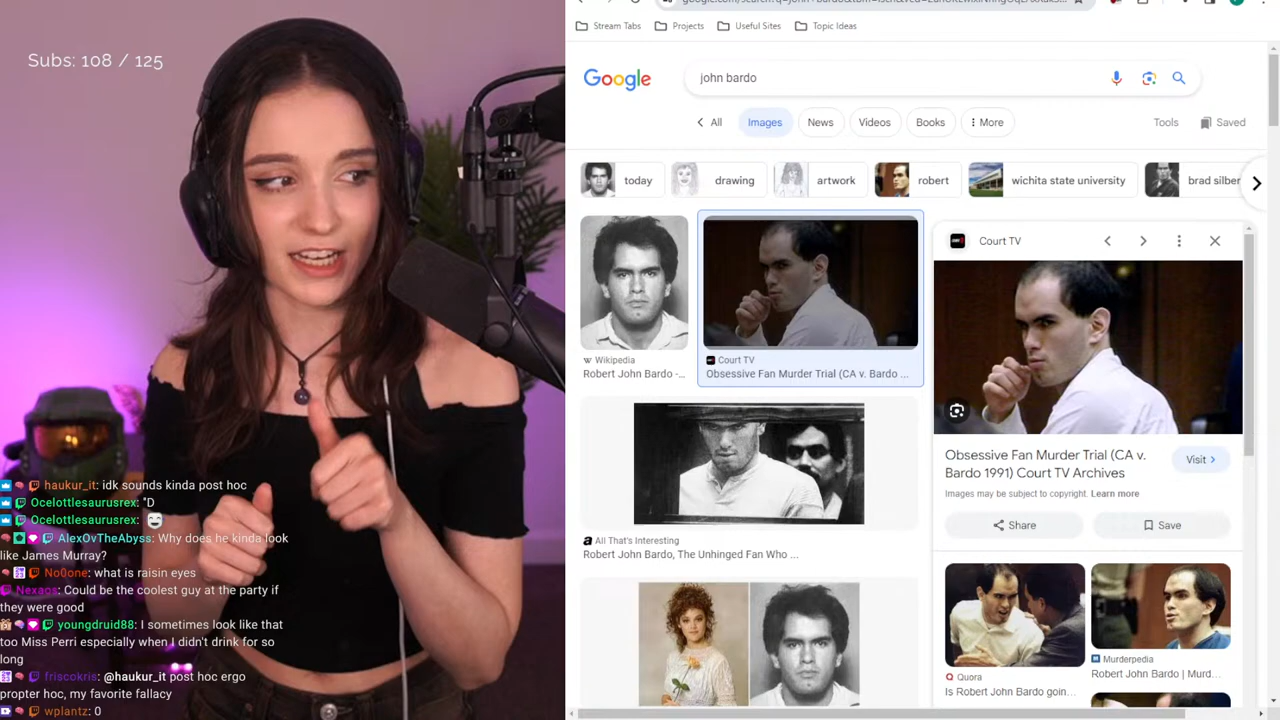 Subs: 108 / 125
haukur_it: idk sounds kinda post hoc
Ocelottlesaurusrex: "D
Ocelottlesaurusrex:
AlexOvTheAbyss: Why does he kinda look
like James Murray?
No0one: what is raisin eyes
Nexaos: Could be the coolest guy at the party if
they were good
youngdruid88: I sometimes look like that
too Miss Perri especially when I didn't drink for so
long
friscokris: @haukur_it post hoc ergo
propter hoc, my favorite fallacy
wplantz: 0
Stream Tabs
Projects
Useful Sites
Topic Ideas
Google
john bardo
All
Images
News
Videos
Books
More
Tools
Saved
today
drawing
artwork
robert
wichita state university
brad silber
Wikipedia
Robert John Bardo -...
Court TV
Obsessive Fan Murder Trial (CA v. Bardo ...
All That's Interesting
Robert John Bardo, The Unhinged Fan Who ...
Court TV
Obsessive Fan Murder Trial (CA v.
Bardo 1991) Court TV Archives
Visit
Images may be subject to copyright. Learn more
Share
Save
Quora
Is Robert John Bardo goin...
Murderpedia
Robert John Bardo | Murd...